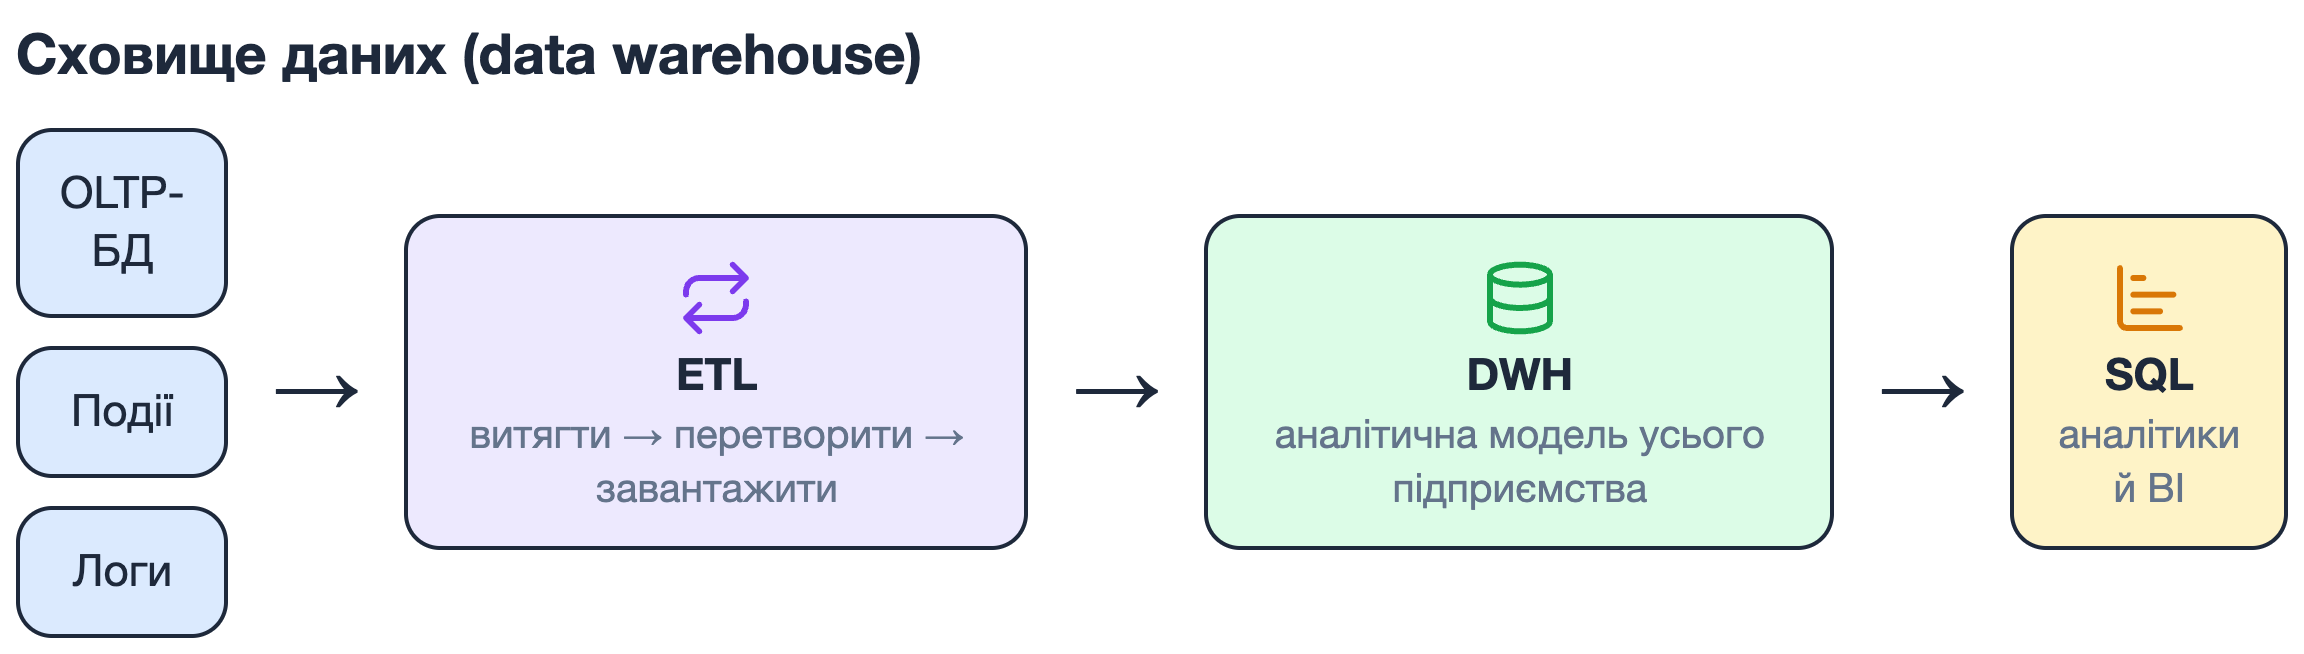 Сховище даних (data warehouse)
OLTP-
БД
Події
Логи
→
ETL
витягти → перетворити →
завантажити
→
DWH
аналітична модель усього
підприємства
→
SQL
аналітики
й BI